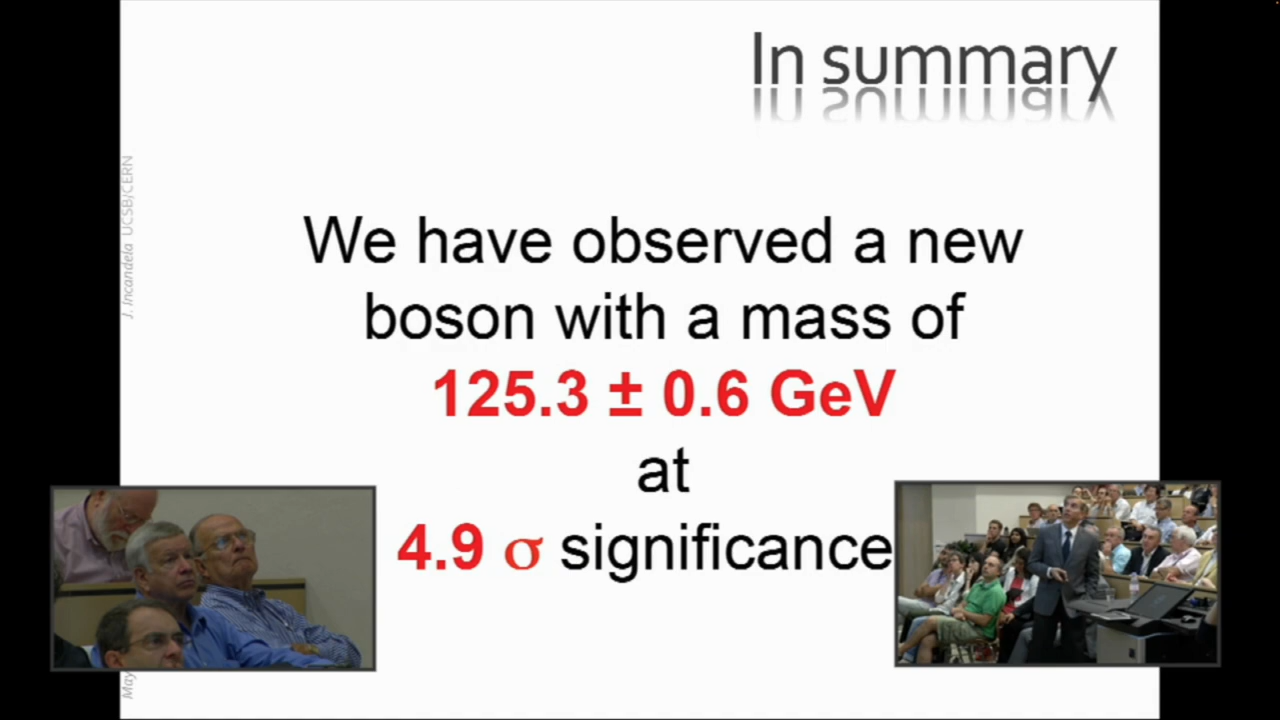 In summary
J. Incandela UCSB/CERN
We have observed a new
boson with a mass of
125.3 ± 0.6 GeV
at
4.9 σ significance
May